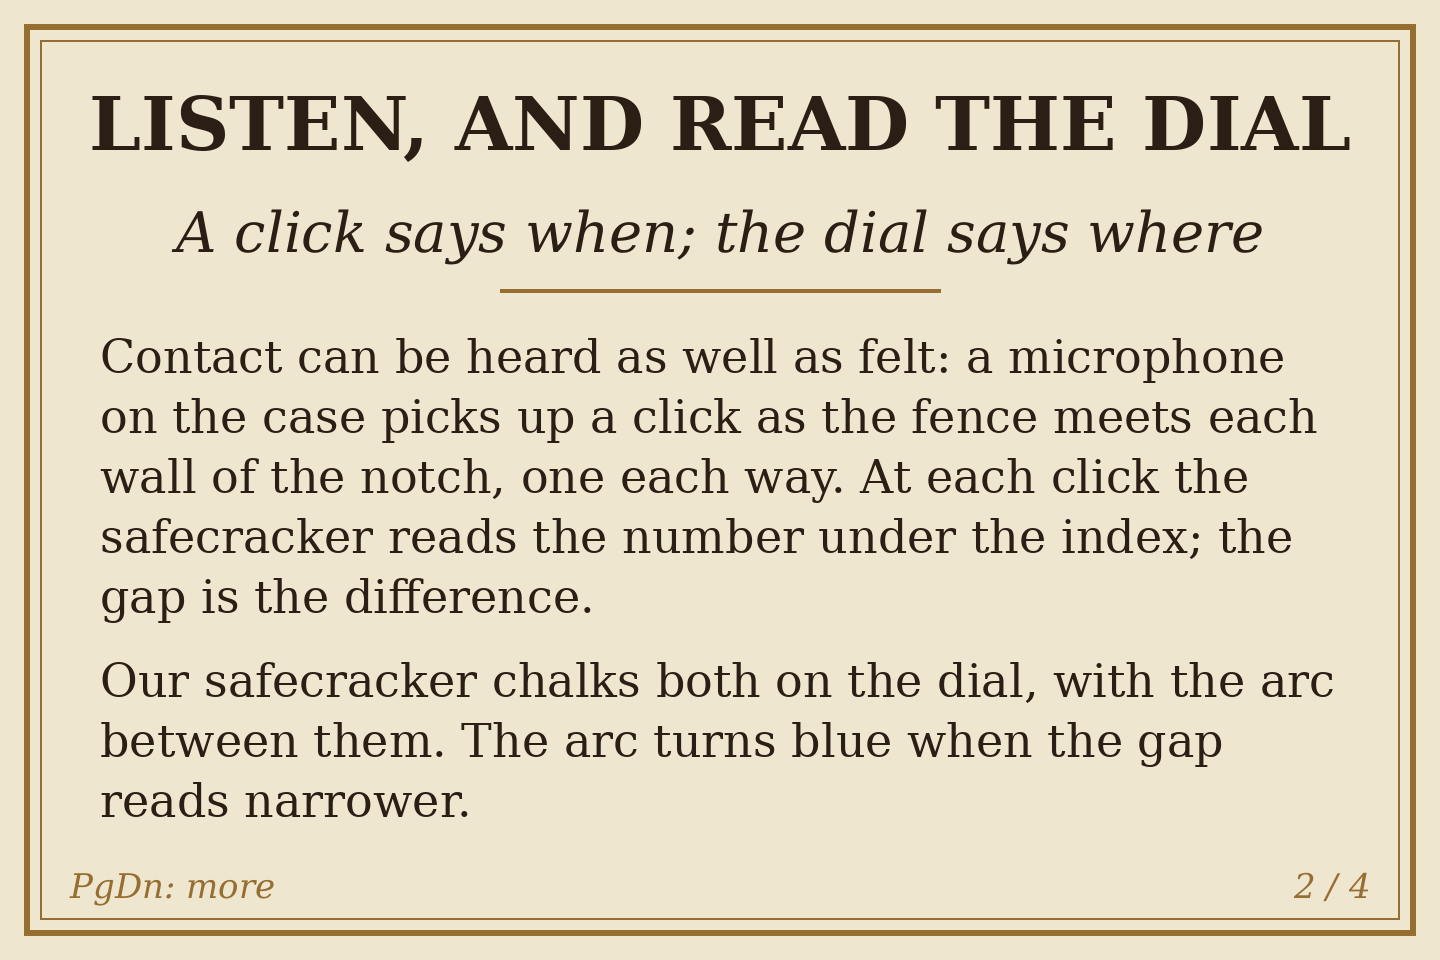 LISTEN, AND READ THE DIAL
A click says when; the dial says where
Contact can be heard as well as felt: a microphone
on the case picks up a click as the fence meets each
wall of the notch, one each way. At each click the
safecracker reads the number under the index; the
gap is the difference.
Our safecracker chalks both on the dial, with the arc
between them. The arc turns blue when the gap
reads narrower.
PgDn: more
2 / 4